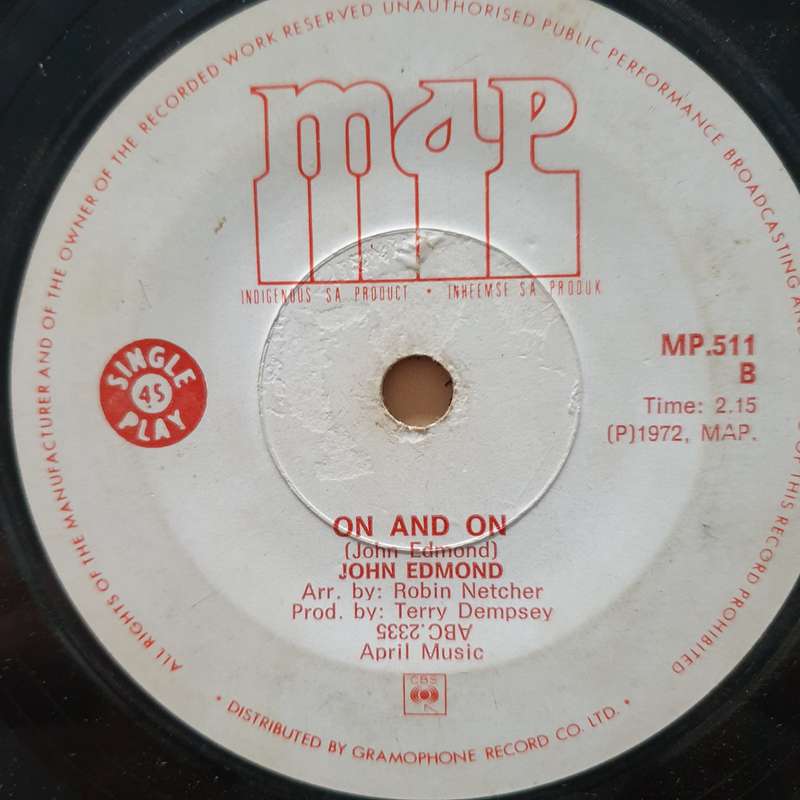 ALL RIGHTS OF THE MANUFACTURER AND OF THE OWNER OF THE RECORDED WORK RESERVED UNAUTHORISED PUBLIC PERFORMANCE BROADCASTING AND OF THIS RECORD PROHIBITED
map
INDIGENOUS SA PRODUCT • INHEEMSE SA PRODUK
SINGLE
45
PLAY
MP.511
B
Time: 2.15
(P)1972, MAP.
ON AND ON
(John Edmond)
JOHN EDMOND
Arr. by: Robin Netcher
Prod. by: Terry Dempsey
ABC.2335
April Music
CBS
• DISTRIBUTED BY GRAMOPHONE RECORD CO. LTD. •